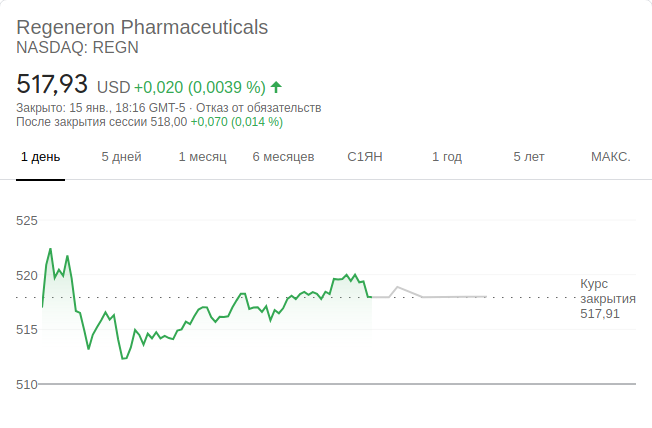 Regeneron Pharmaceuticals
NASDAQ: REGN
517,93 USD +0,020 (0,0039 %)
Закрыто: 15 янв., 18:16 GMT-5 · Отказ от обязательств
После закрытия сессии 518,00 +0,070 (0,014 %)
1 день 5 дней 1 месяц 6 месяцев С1ЯН 1 год 5 лет МАКС.
525
520
Курс
закрытия
517,91
515
510